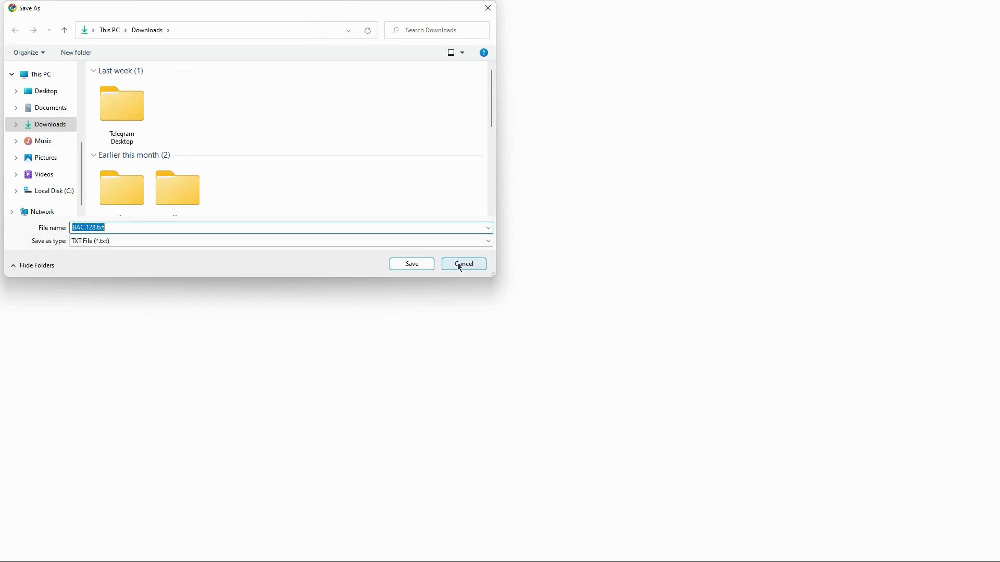 Save As
This PC
Downloads
Search Downloads
Organize
New folder
This PC
Desktop
Documents
Downloads
Music
Pictures
Videos
Local Disk (C:)
Network
Last week (1)
Telegram
Desktop
Earlier this month (2)
File name: BAC.128.txt
Save as type: TXT File (*.txt)
Hide Folders
Save
Cancel